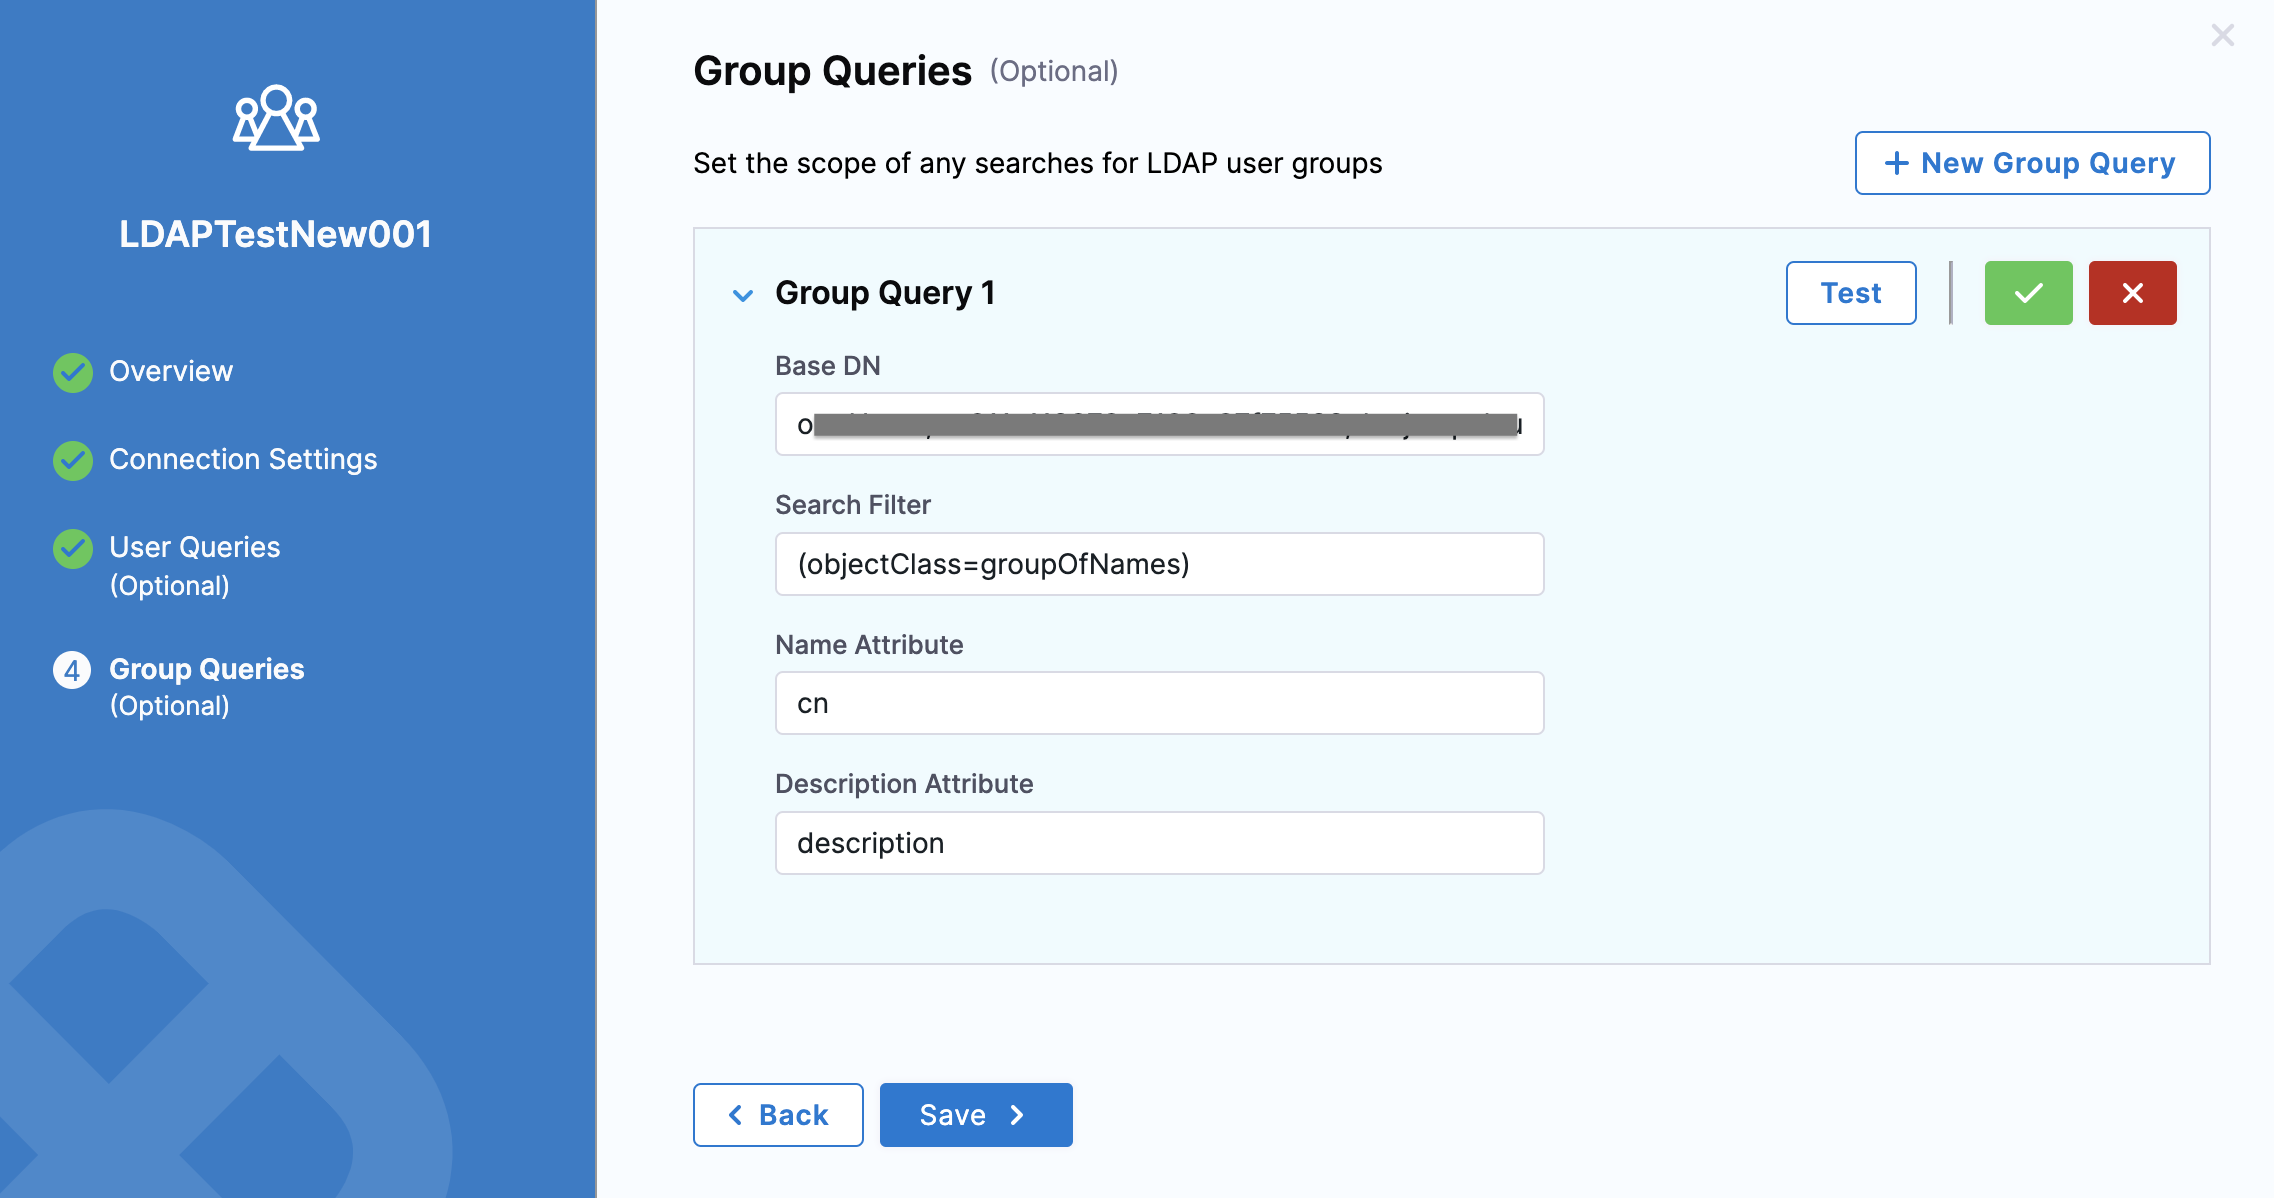 LDAPTestNew001
Overview
Connection Settings
User Queries
(Optional)
4
Group Queries
(Optional)
Group Queries (Optional)
Set the scope of any searches for LDAP user groups
+ New Group Query
Group Query 1
Test
Base DN
Search Filter
(objectClass=groupOfNames)
Name Attribute
cn
Description Attribute
description
Back
Save